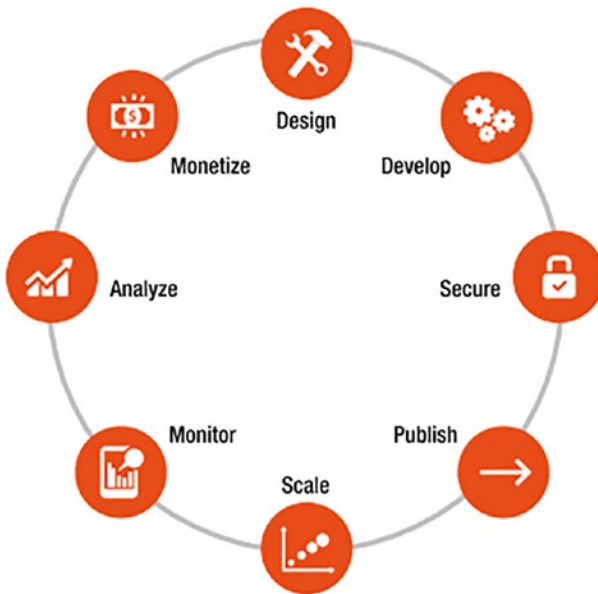 Design
Develop
Secure
Publish
Scale
Monitor
Analyze
Monetize
$